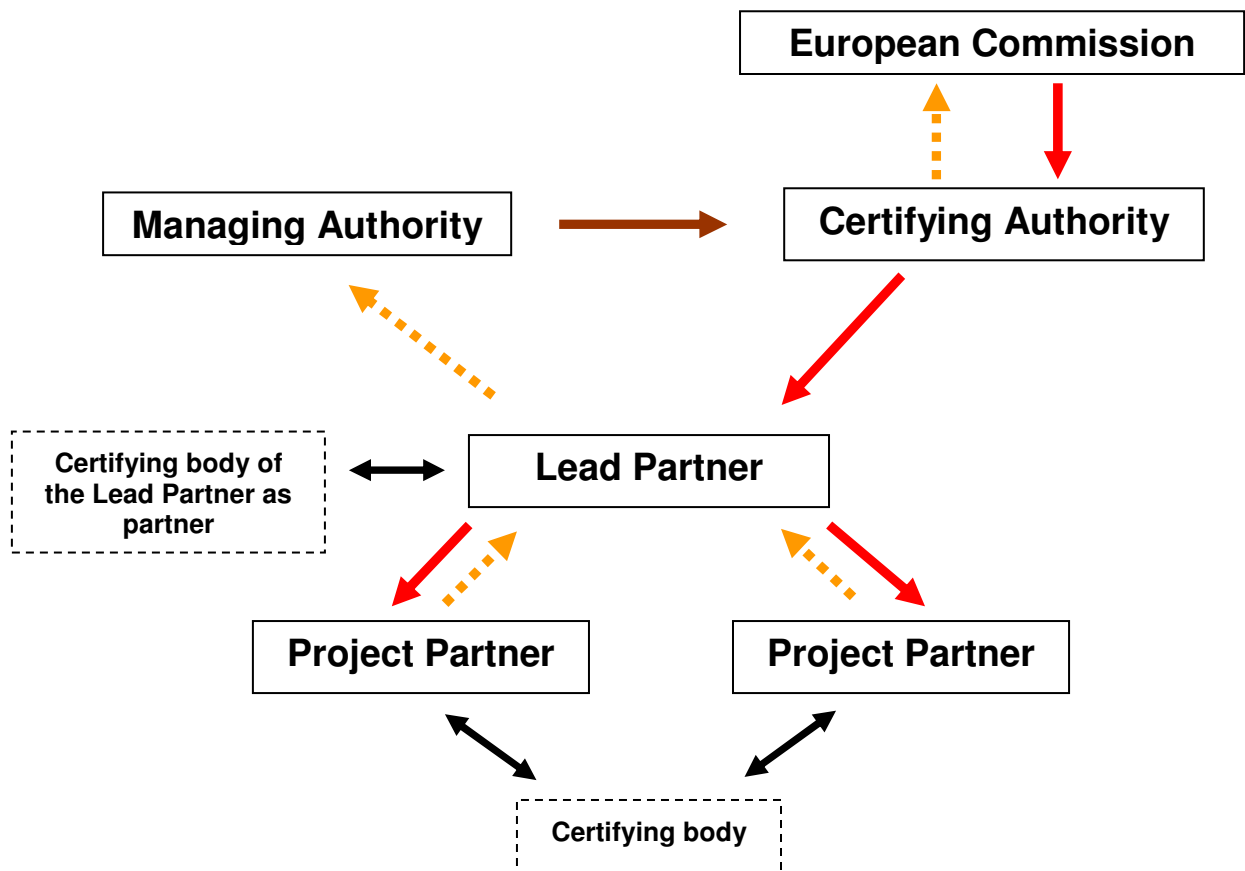 European Commission
Managing Authority
Certifying Authority
Certifying body of
the Lead Partner as
partner
Lead Partner
Project Partner
Project Partner
Certifying body